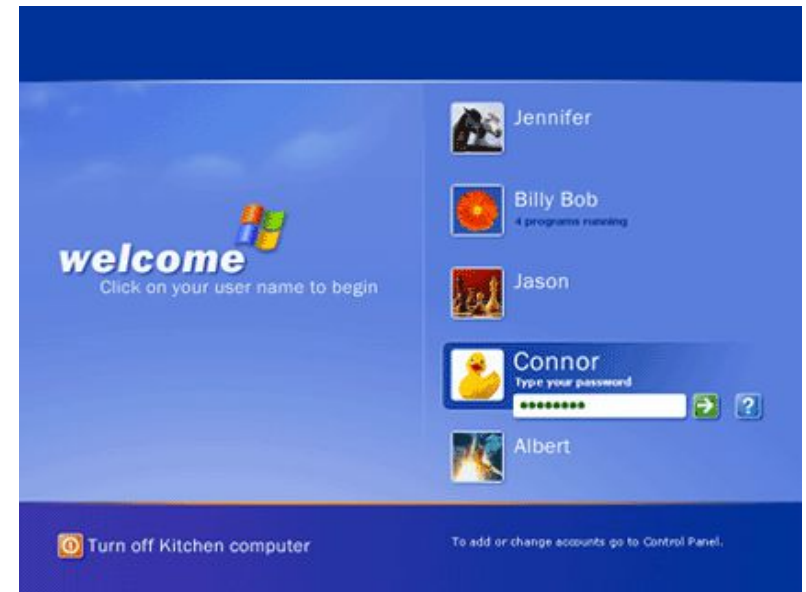 Jennifer
Billy Bob
4 programs running
welcome
Click on your user name to begin
Jason
Connor
Type your password
Albert
Turn off Kitchen computer
To add or change accounts go to Control Panel.